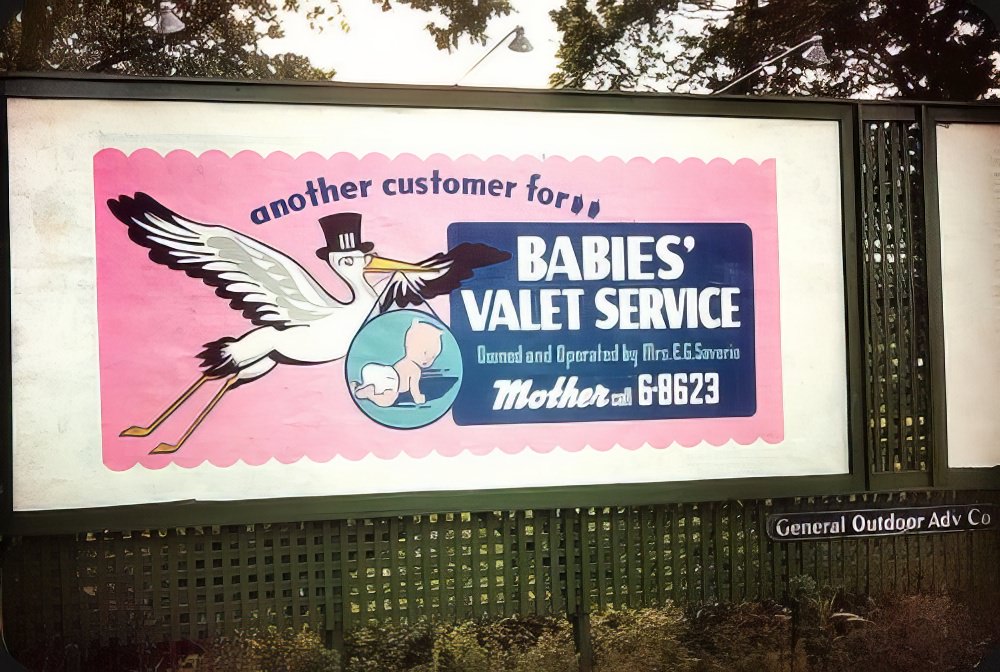 another customer for
BABIES'
VALET SERVICE
Owned and Operated by Mrs. E.G. Saverio
Mother call 6-8623
General Outdoor Adv Co